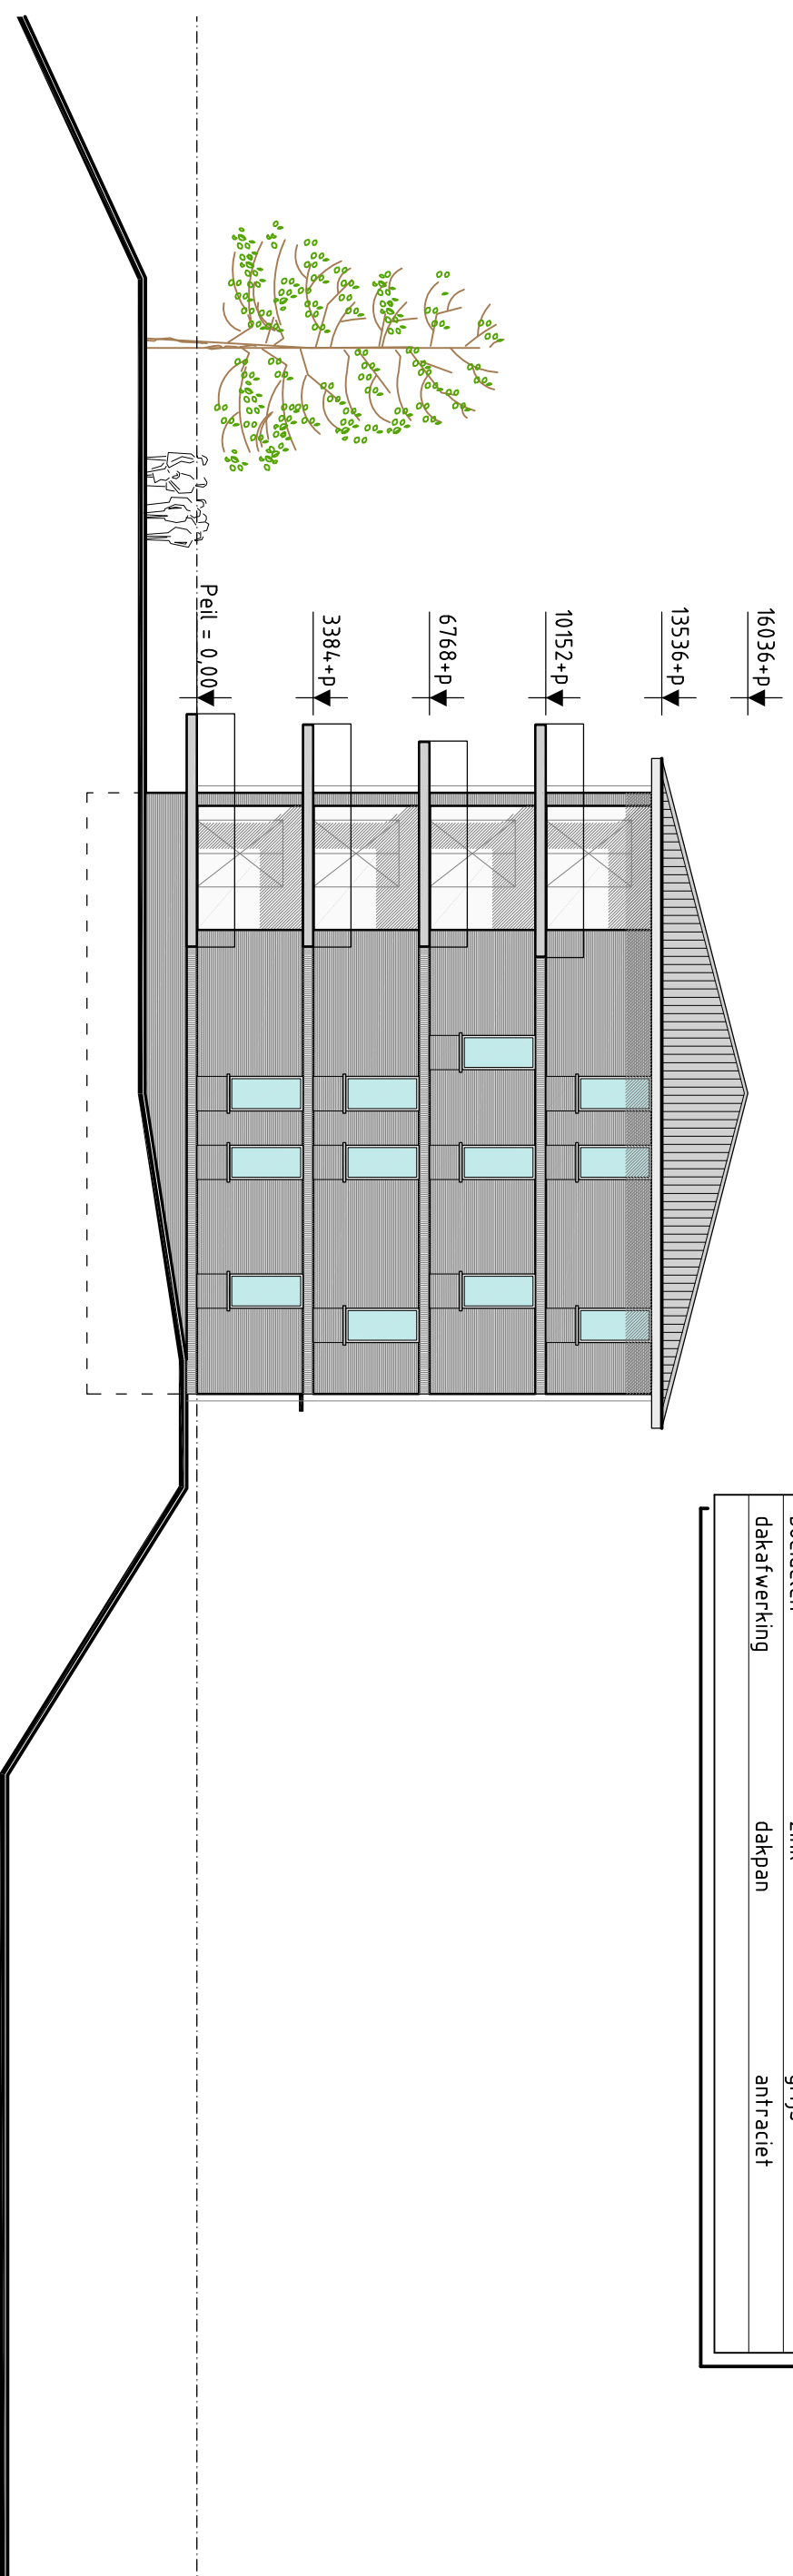 16036+p
13536+p
10152+p
6768+p
3384+p
Peil = 0,00
dakafwerking dakpan antraciet